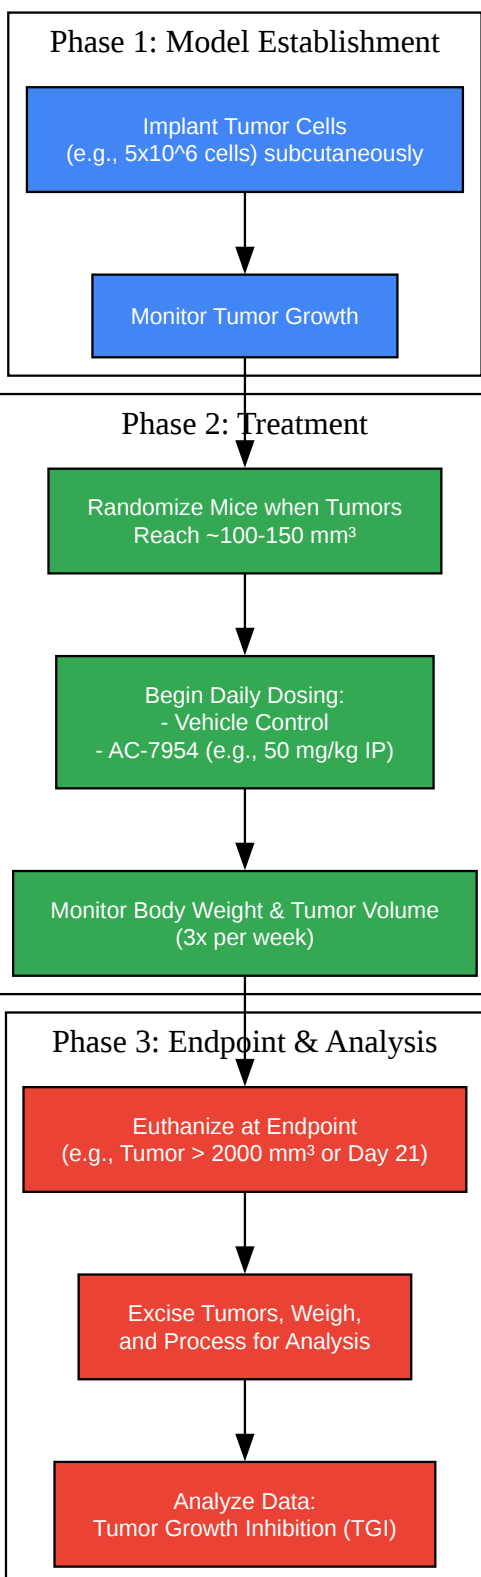 Phase 1: Model Establishment
Implant Tumor Cells
(e.g., 5x10^6 cells) subcutaneously
Monitor Tumor Growth
Phase 2: Treatment
Randomize Mice when Tumors
Reach ~100-150 mm³
Begin Daily Dosing:
- Vehicle Control
- AC-7954 (e.g., 50 mg/kg IP)
Monitor Body Weight & Tumor Volume
(3x per week)
Phase 3: Endpoint & Analysis
Euthanize at Endpoint
(e.g., Tumor > 2000 mm³ or Day 21)
Excise Tumors, Weigh,
and Process for Analysis
Analyze Data:
Tumor Growth Inhibition (TGI)